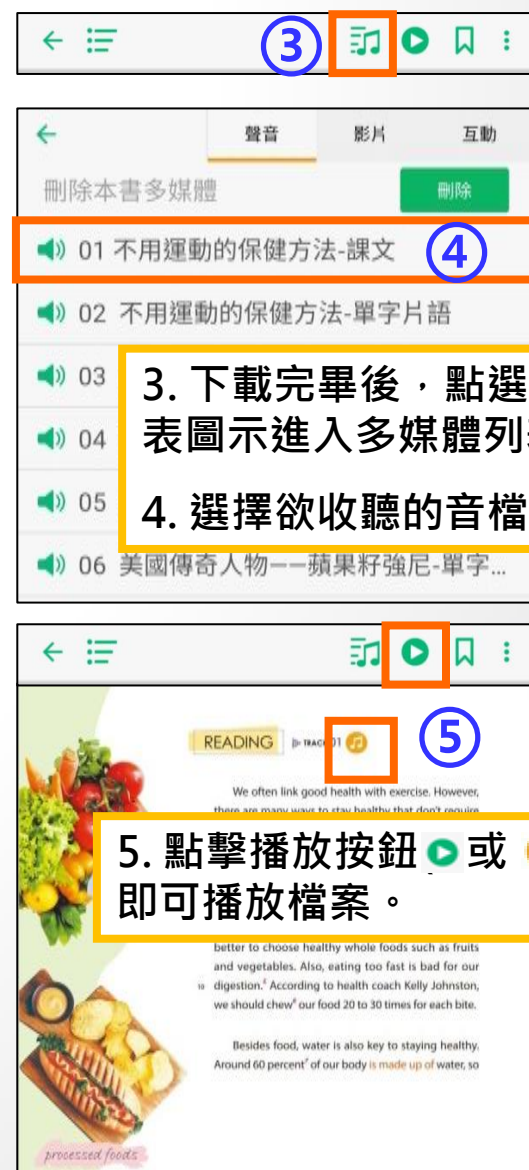 ③
聲音 影片 互動
刪除本書多媒體 刪除
01 不用運動的保健方法-課文 ④
02 不用運動的保健方法-單字片語
03
04
05
3. 下載完畢後，點選
表圖示進入多媒體列
4. 選擇欲收聽的音檔
06 美國傳奇人物——蘋果籽強尼-單字...
⑤
READING TRACK 01
We often link good health with exercise. However,
there are many ways to stay healthy that don't require
5. 點擊播放按鈕 或
即可播放檔案。
better to choose healthy whole foods such as fruits
and vegetables. Also, eating too fast is bad for our
10 digestion. According to health coach Kelly Johnston,
we should chew our food 20 to 30 times for each bite.
Besides food, water is also key to staying healthy.
Around 60 percent of our body is made up of water, so
processed foods